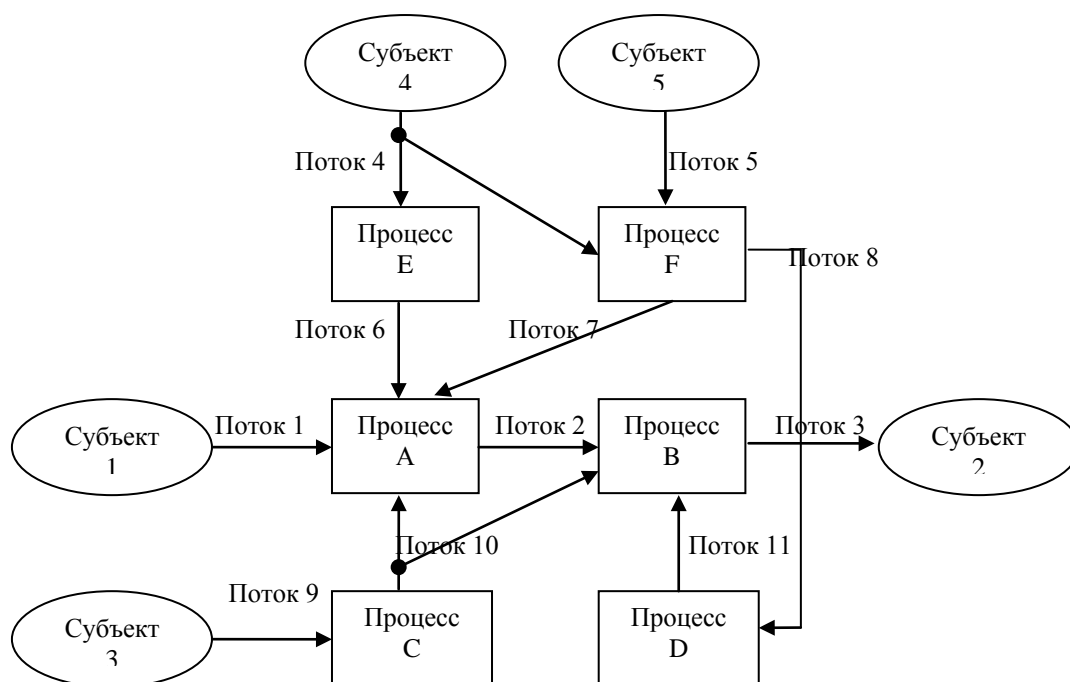 Субъект
4
Субъект
5
Поток 4
Поток 5
Процесс
E
Процесс
F
Поток 8
Поток 6
Поток 7
Субъект
1
Поток 1
Процесс
A
Поток 2
Процесс
B
Поток 3
Субъект
2
Поток 10
Поток 11
Субъект
3
Поток 9
Процесс
C
Процесс
D